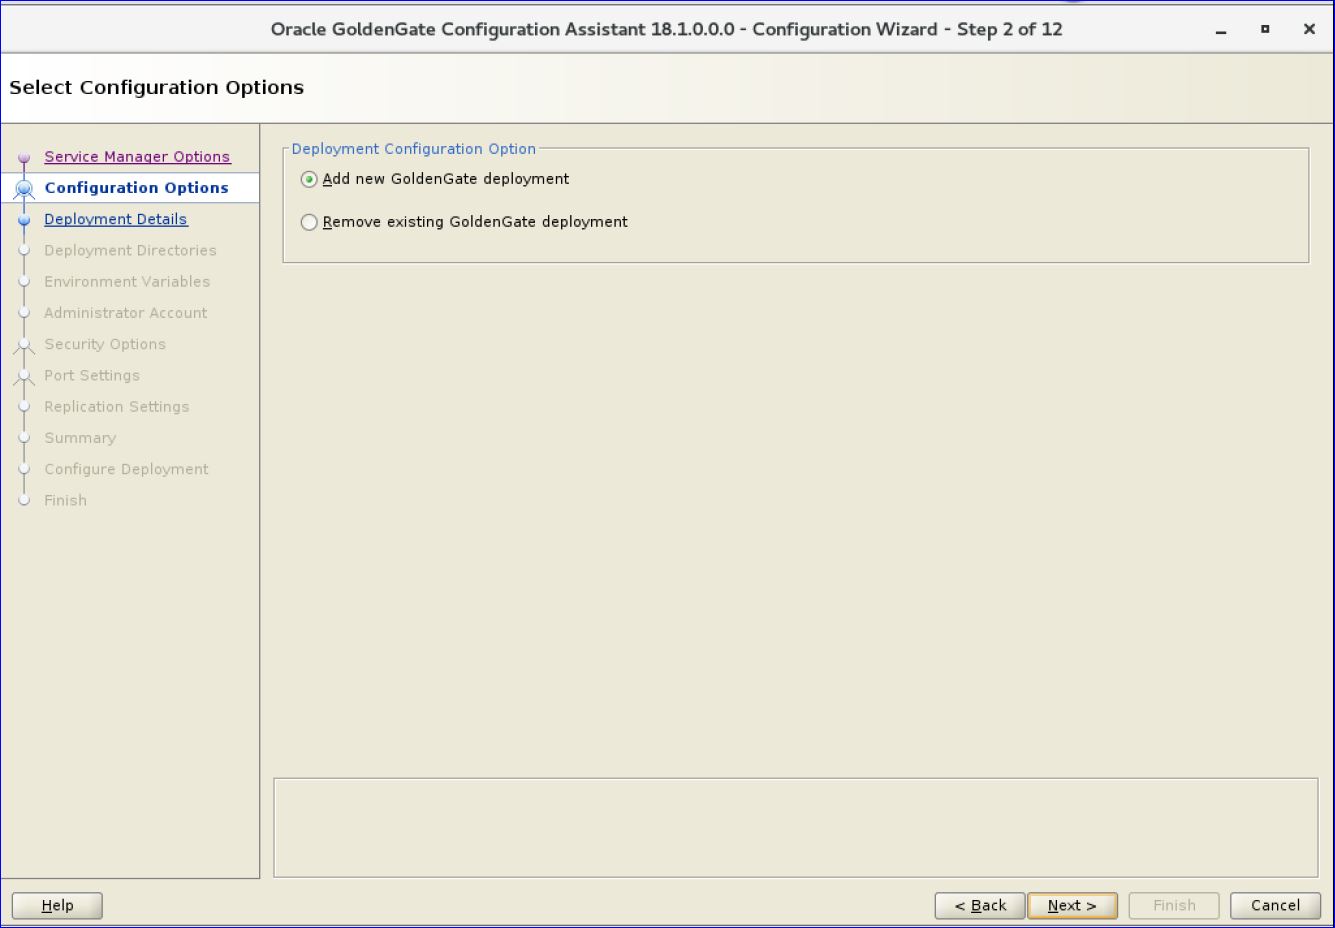 Oracle GoldenGate Configuration Assistant 18.1.0.0.0 - Configuration Wizard - Step 2 of 12
Select Configuration Options
Service Manager Options
Configuration Options
Deployment Details
Deployment Directories
Environment Variables
Administrator Account
Security Options
Port Settings
Replication Settings
Summary
Configure Deployment
Finish
Deployment Configuration Option
Add new GoldenGate deployment
Remove existing GoldenGate deployment
Help
< Back
Next >
Finish
Cancel